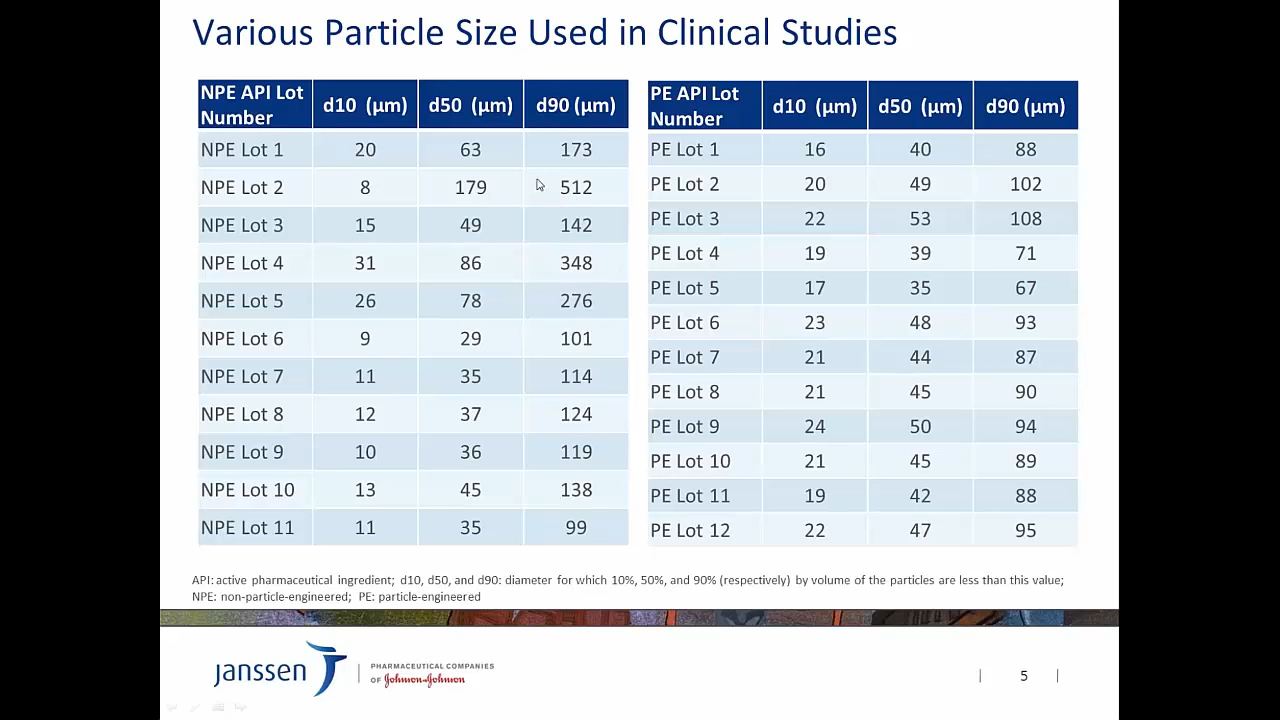 Various Particle Size Used in Clinical Studies
NPE API Lot Number d10 (µm) d50 (µm) d90 (µm)
NPE Lot 1 20 63 173
NPE Lot 2 8 179 512
NPE Lot 3 15 49 142
NPE Lot 4 31 86 348
NPE Lot 5 26 78 276
NPE Lot 6 9 29 101
NPE Lot 7 11 35 114
NPE Lot 8 12 37 124
NPE Lot 9 10 36 119
NPE Lot 10 13 45 138
NPE Lot 11 11 35 99
PE API Lot Number d10 (µm) d50 (µm) d90 (µm)
PE Lot 1 16 40 88
PE Lot 2 20 49 102
PE Lot 3 22 53 108
PE Lot 4 19 39 71
PE Lot 5 17 35 67
PE Lot 6 23 48 93
PE Lot 7 21 44 87
PE Lot 8 21 45 90
PE Lot 9 24 50 94
PE Lot 10 21 45 89
PE Lot 11 19 42 88
PE Lot 12 22 47 95
API: active pharmaceutical ingredient; d10, d50, and d90: diameter for which 10%, 50%, and 90% (respectively) by volume of the particles are less than this value;
NPE: non-particle-engineered; PE: particle-engineered
janssen
PHARMACEUTICAL COMPANIES
OF Johnson & Johnson
| 5 |